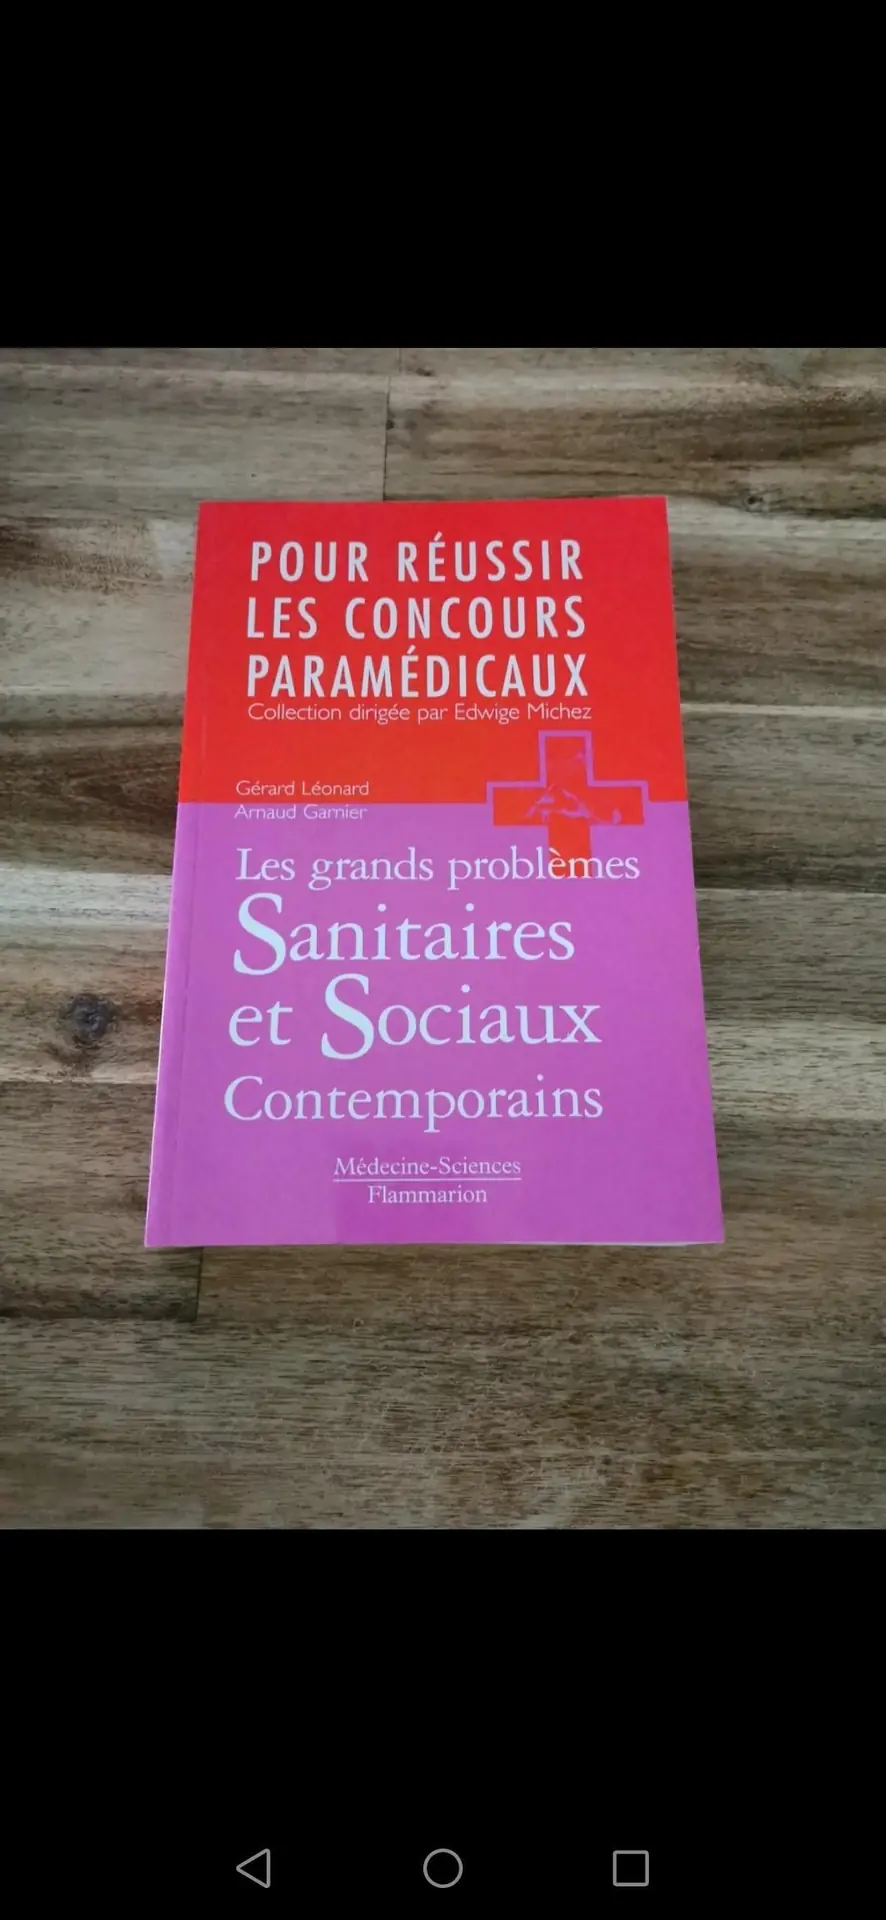 POUR RÉUSSIR
LES CONCOURS
PARAMÉDICAUX
Collection dirigée par Edwige Michez
Gérard Léonard
Arnaud Garnier
Les grands problèmes
Sanitaires
et Sociaux
Contemporains
Médecine-Sciences
Flammarion